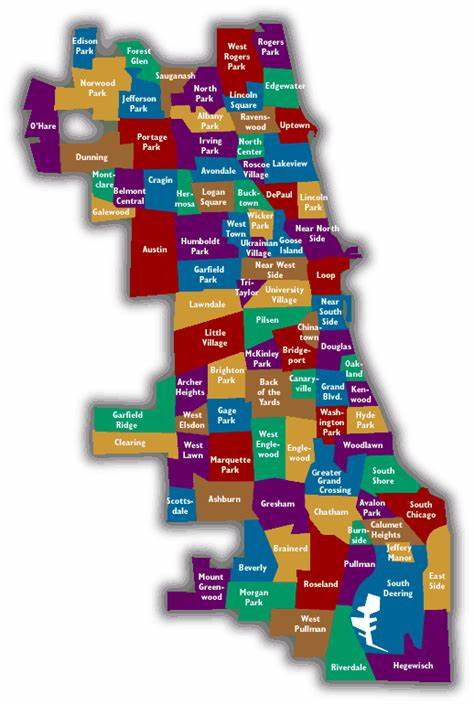 Edison
Park
Forest
Glen
Sauganash
West
Rogers
Park
Rogers
Park
Norwood
Park
Jefferson
Park
North
Park
Lincoln
Square
Edgewater
O'Hare
Portage
Park
Albany
Park
Ravens-
wood
Uptown
Dunning
Irving
Park
North
Center
Mont-
clare
Belmont
Central
Cragin
Her-
mosa
Avondale
Roscoe
Village
Lakeview
Logan
Square
Buck-
town
DePaul
Lincoln
Park
Galewood
Austin
Humboldt
Park
West
Town
Wicker
Park
Ukrainian
Village
Goose
Island
Near North
Side
Garfield
Park
Near West
Side
Loop
Tri-
Taylor
University
Village
Lawndale
Near
South
Side
Pilsen
Little
Village
China-
town
McKinley
Park
Bridge-
port
Douglas
Oak-
land
Archer
Heights
Brighton
Park
Back
of the
Yards
Canary-
ville
Grand
Blvd.
Ken-
wood
Garfield
Ridge
West
Elsdon
Gage
Park
Wash-
ington
Park
Hyde
Park
Clearing
West
Lawn
Marquette
Park
West
Engle-
wood
Engle-
wood
Woodlawn
Greater
Grand
Crossing
South
Shore
Scotts-
dale
Ashburn
Gresham
Chatham
Avalon
Park
South
Chicago
Burn-
side
Calumet
Heights
Jeffery
Manor
Brainerd
Beverly
Pullman
South
Deering
East
Side
Mount
Green-
wood
Morgan
Park
Roseland
West
Pullman
Riverdale
Hegewisch